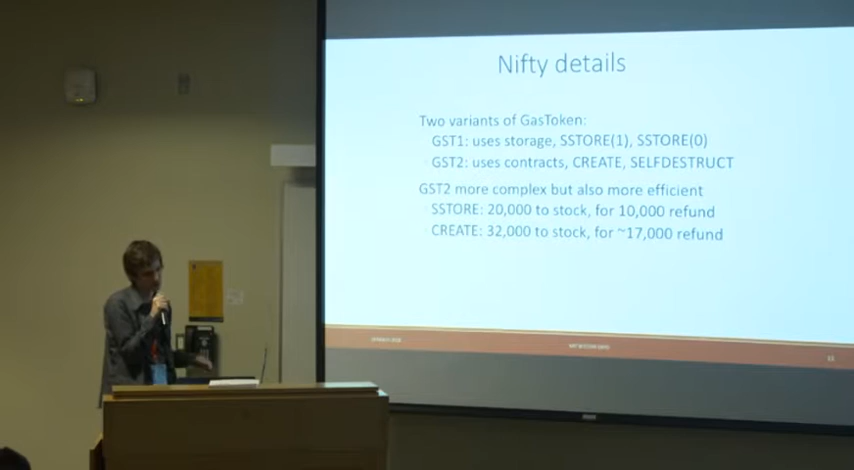 Nifty details
Two variants of GasToken:
GST1: uses storage, SSTORE(1), SSTORE(0)
GST2: uses contracts, CREATE, SELFDESTRUCT
GST2 more complex but also more efficient
SSTORE: 20,000 to stock, for 10,000 refund
CREATE: 32,000 to stock, for ~17,000 refund